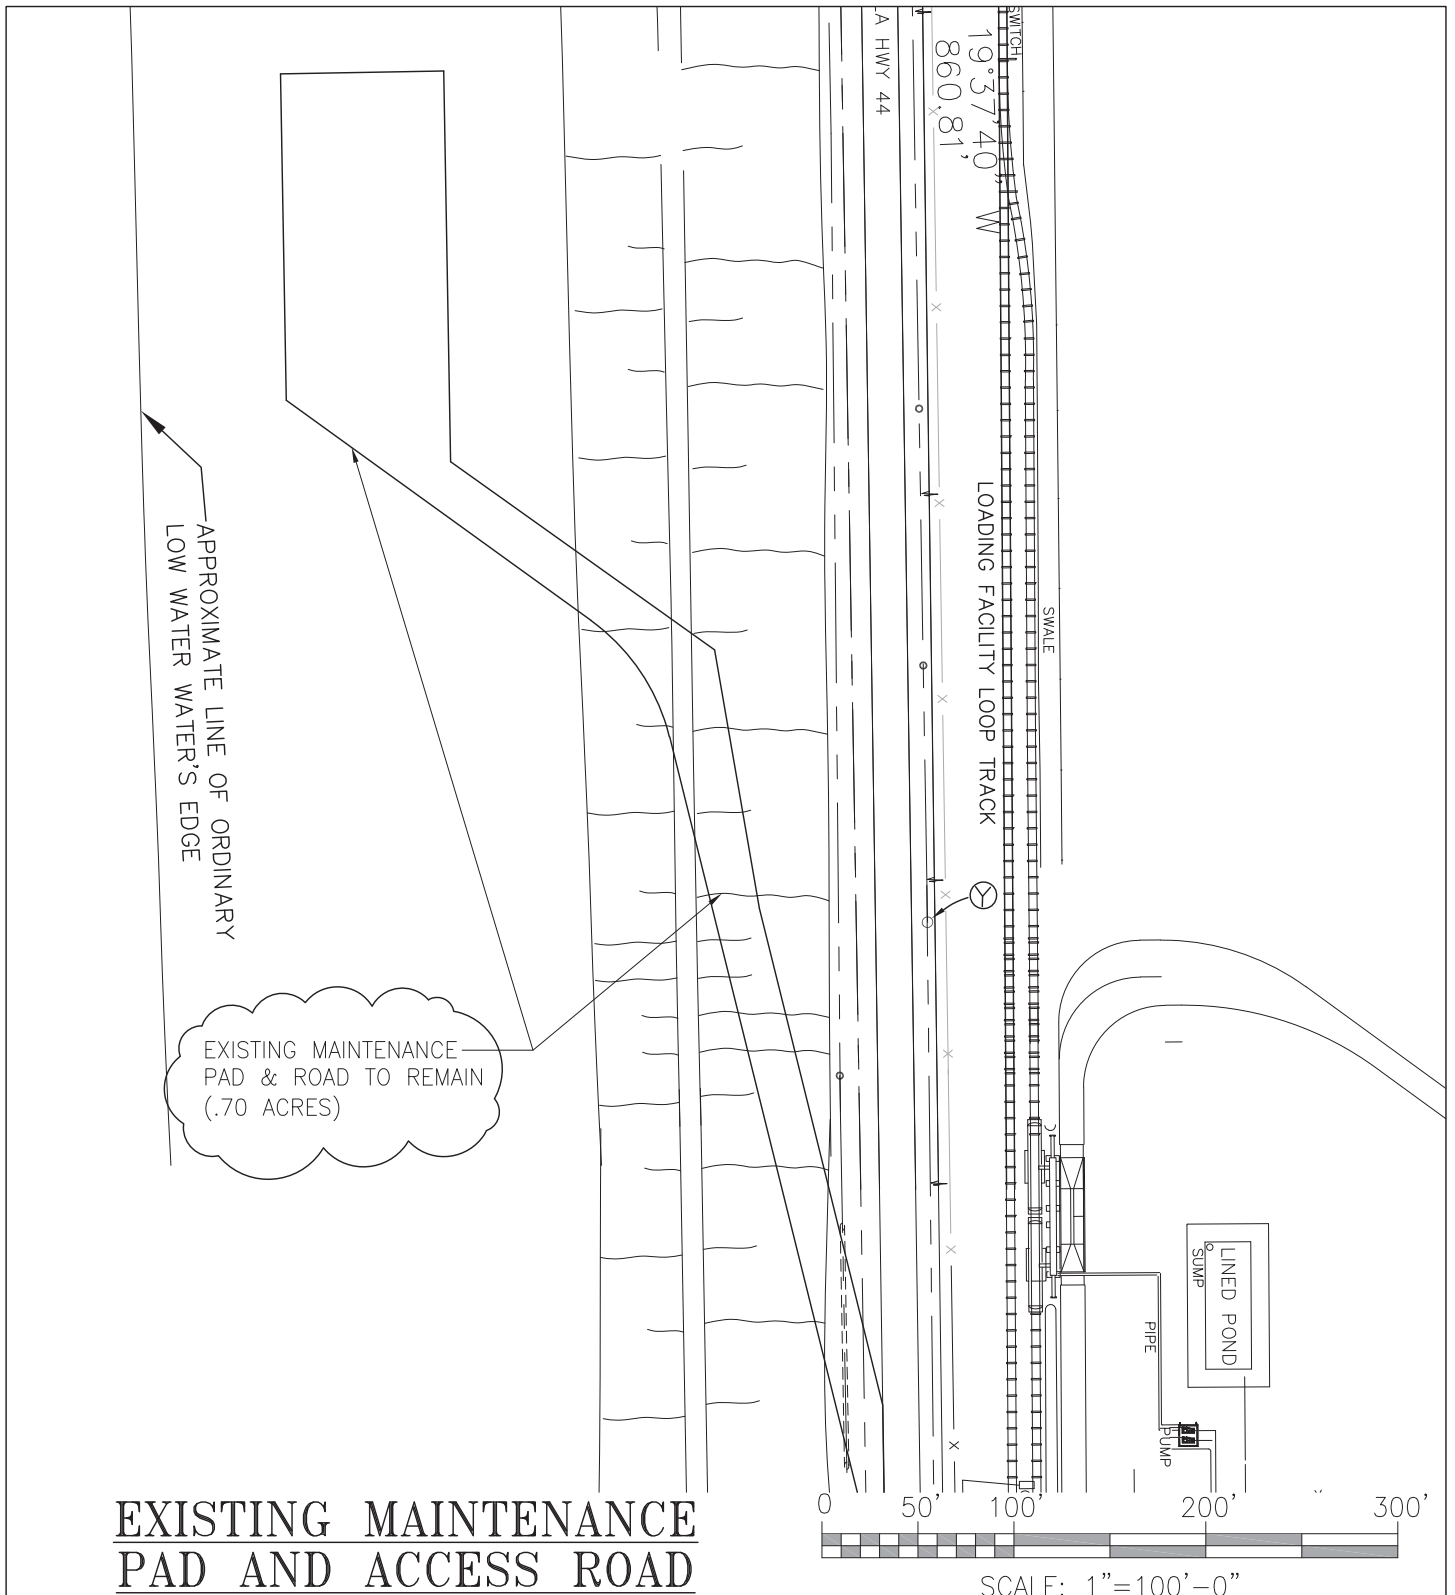 SWITCH
LA HWY 44
19°37'40" W
860.81'
LOADING FACILITY LOOP TRACK
SWALE
APPROXIMATE LINE OF ORDINARY
LOW WATER WATER'S EDGE
Y
EXISTING MAINTENANCE
PAD & ROAD TO REMAIN
(.70 ACRES)
LINED POND
SUMP
PIPE
PUMP
EXISTING MAINTENANCE
PAD AND ACCESS ROAD
0 50' 100' 200' 300'
SCALE: 1"=100'-0"